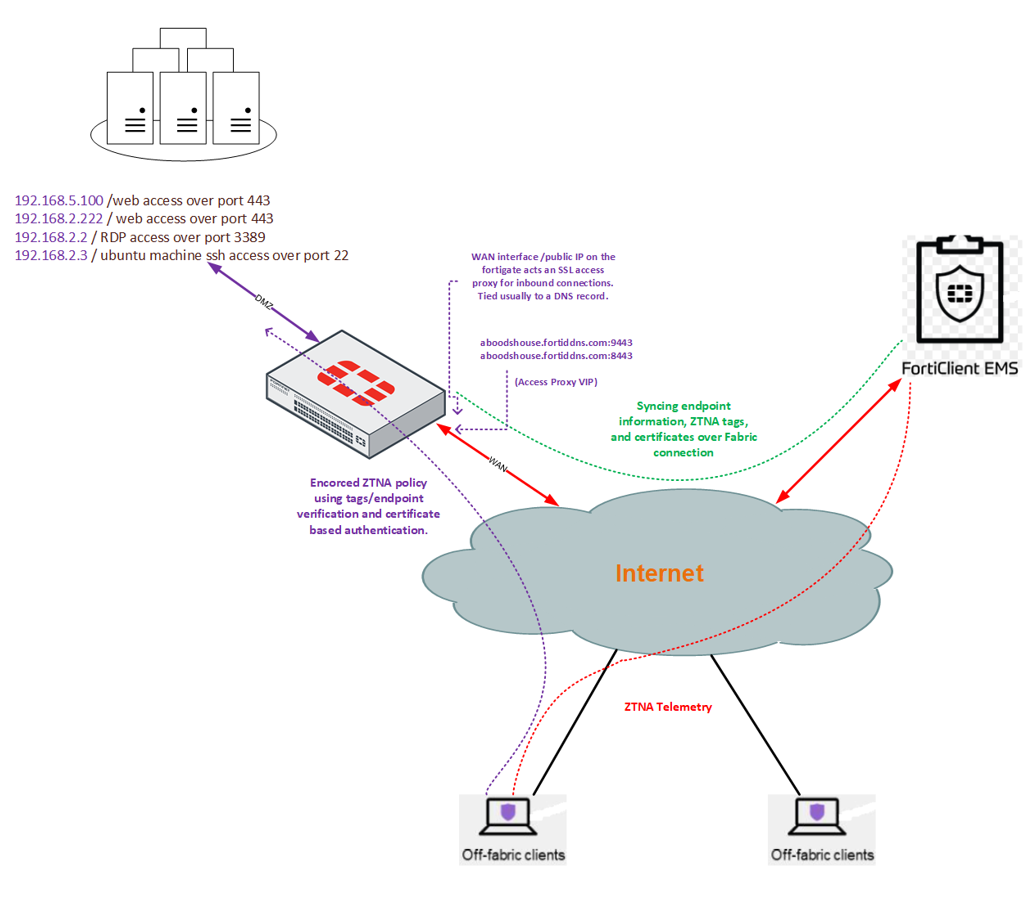 192.168.5.100 /web access over port 443
192.168.2.222 / web access over port 443
192.168.2.2 / RDP access over port 3389
192.168.2.3 / ubuntu machine ssh access over port 22
DMZ
WAN interface/public IP on the
fortigate acts an SSL access
proxy for inbound connections.
Tied usually to a DNS record.
aboodshouse.fortiddns.com:9443
aboodshouse.fortiddns.com:8443
(Access Proxy VIP)
FortiClient EMS
Syncing endpoint
information, ZTNA tags,
and certificates over Fabric
connection
WAN
Encorced ZTNA policy
using tags/endpoint
verification and certificate
based authentication.
Internet
ZTNA Telemetry
Off-fabric clients
Off-fabric clients